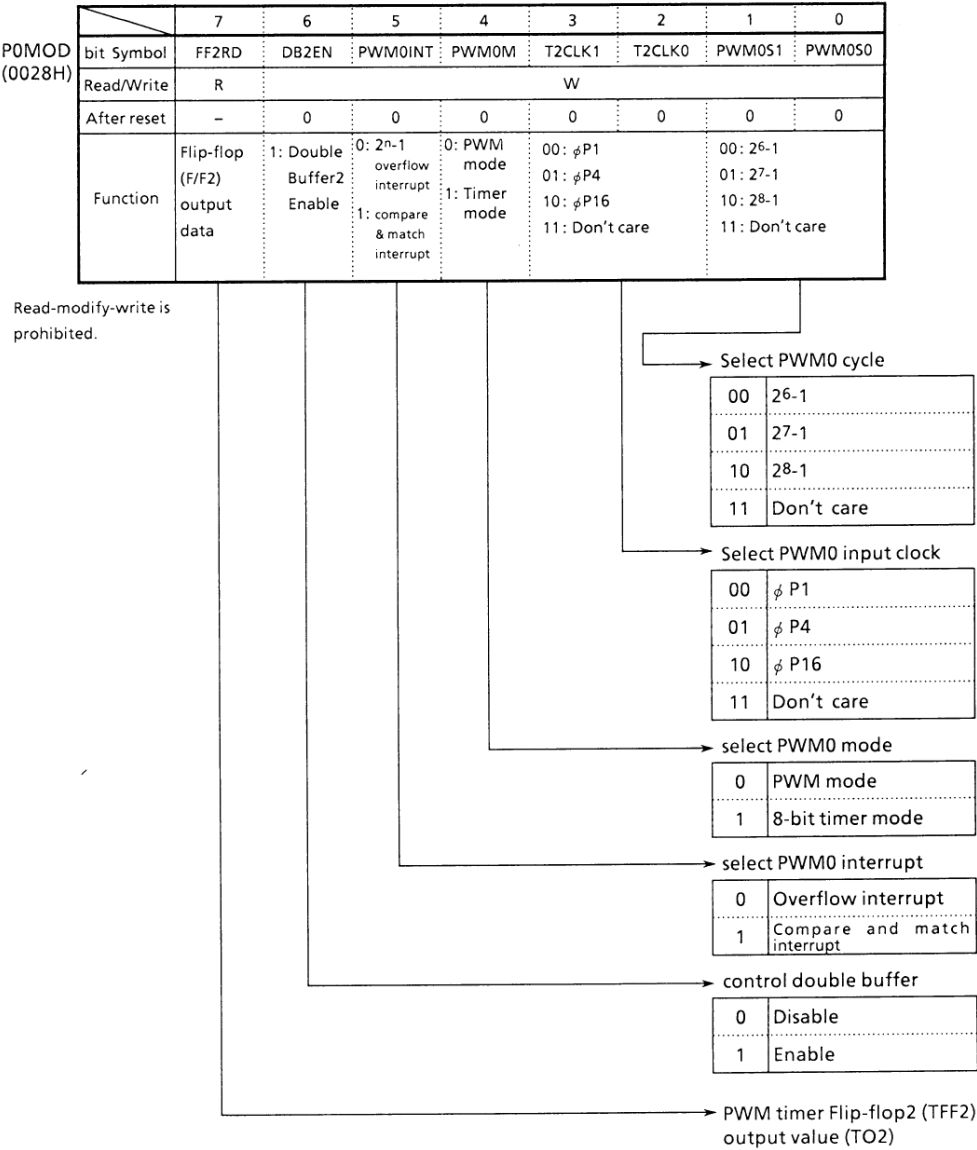 7 6 5 4 3 2 1 0
P0MOD
(0028H)
bit Symbol FF2RD DB2EN PWM0INT PWM0M T2CLK1 T2CLK0 PWM0S1 PWM0S0
Read/Write R W
After reset – 0 0 0 0 0 0 0
Function
Flip-flop
(F/F2)
output
data
1: Double
Buffer2
Enable
0: 2ⁿ-1
overflow
interrupt
1: compare
& match
interrupt
0: PWM
mode
1: Timer
mode
00: φP1
01: φP4
10: φP16
11: Don't care
00: 2⁶-1
01: 2⁷-1
10: 2⁸-1
11: Don't care
Read-modify-write is
prohibited.
Select PWM0 cycle
00 2⁶-1
01 2⁷-1
10 2⁸-1
11 Don't care
Select PWM0 input clock
00 φ P1
01 φ P4
10 φ P16
11 Don't care
select PWM0 mode
0 PWM mode
1 8-bit timer mode
select PWM0 interrupt
0 Overflow interrupt
1 Compare and match
interrupt
control double buffer
0 Disable
1 Enable
PWM timer Flip-flop2 (TFF2)
output value (TO2)